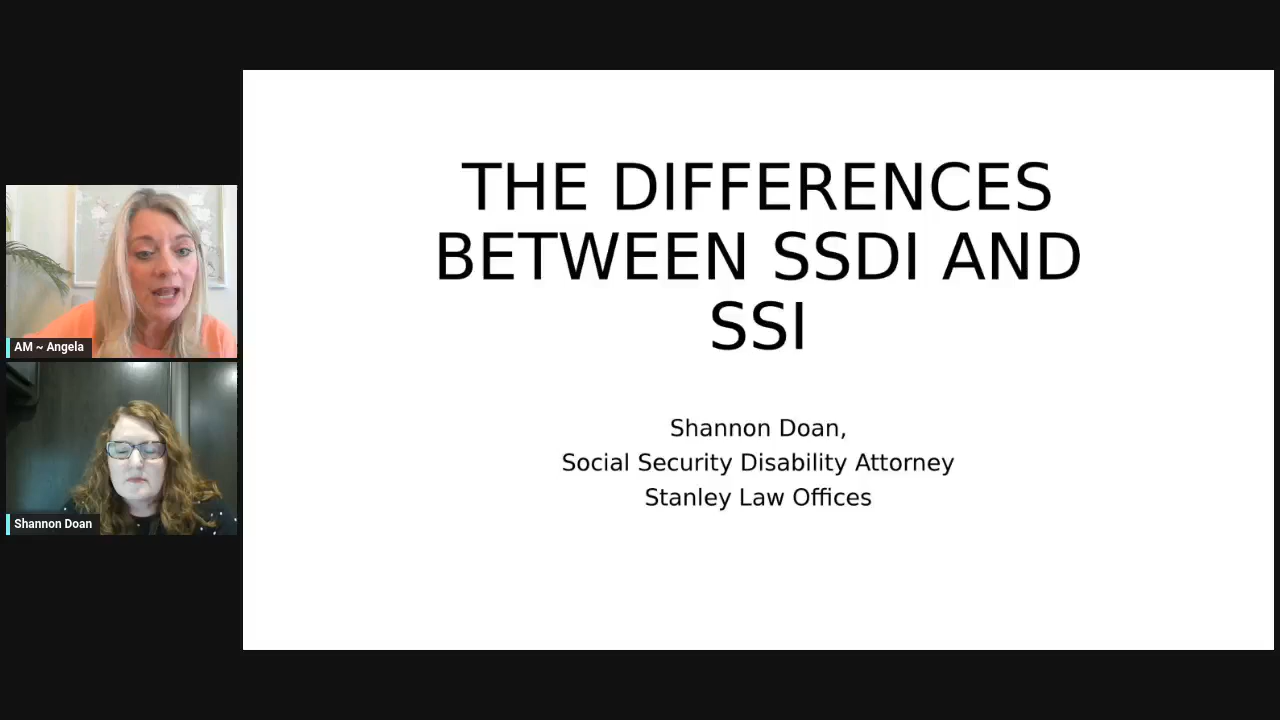 THE DIFFERENCES
BETWEEN SSDI AND
SSI
Shannon Doan,
Social Security Disability Attorney
Stanley Law Offices
AM ~ Angela
Shannon Doan